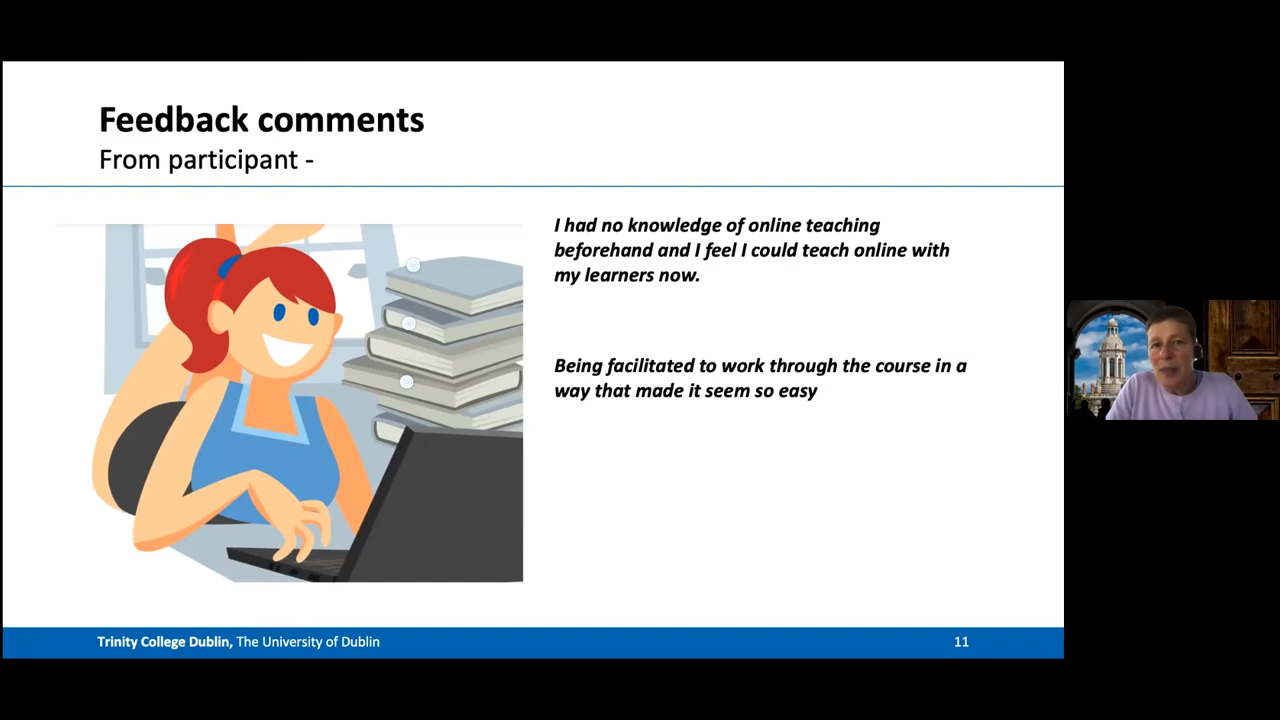 Feedback comments
From participant -
I had no knowledge of online teaching
beforehand and I feel I could teach online with
my learners now.
Being facilitated to work through the course in a
way that made it seem so easy
Trinity College Dublin, The University of Dublin
11